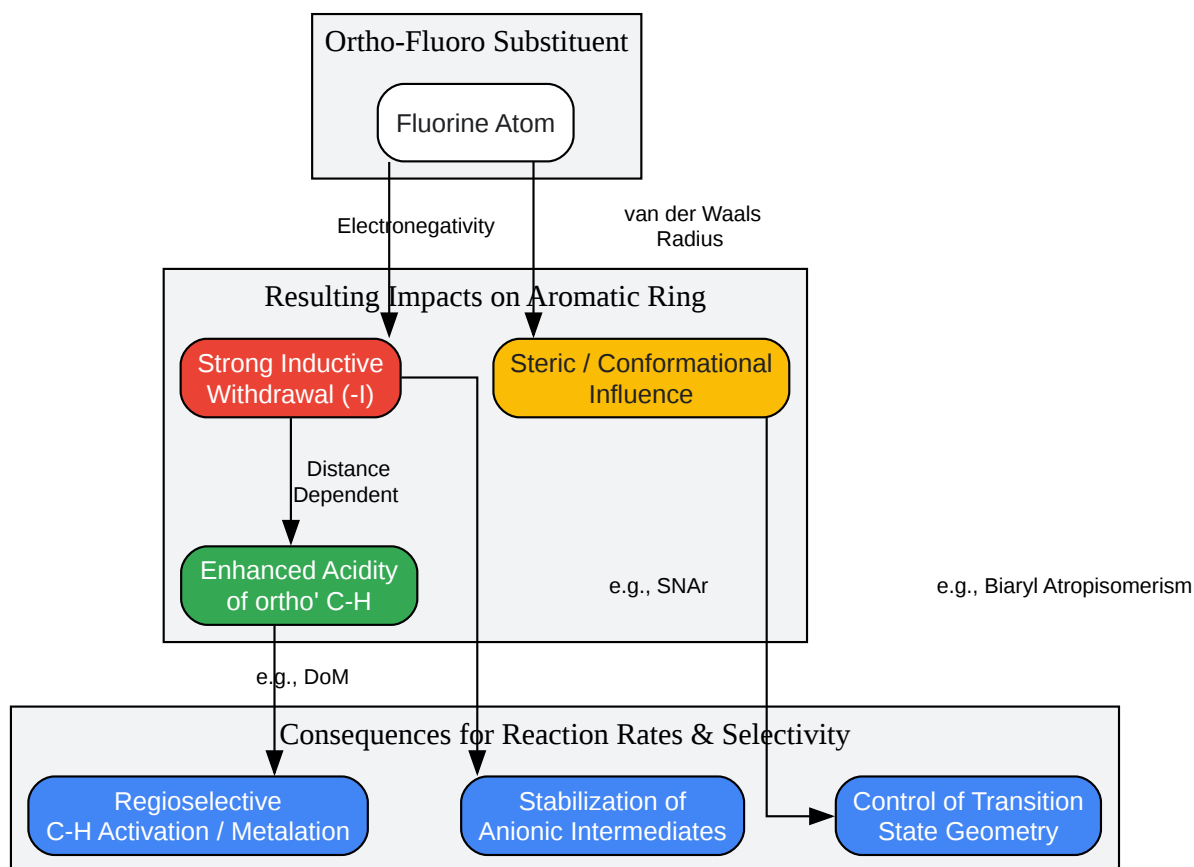 Ortho-Fluoro Substituent
Fluorine Atom
Electronegativity
van der Waals
Radius
Resulting Impacts on Aromatic Ring
Strong Inductive
Withdrawal (-I)
Steric / Conformational
Influence
Distance
Dependent
Enhanced Acidity
of ortho' C-H
e.g., SNAr
e.g., Biaryl Atropisomerism
e.g., DoM
Consequences for Reaction Rates & Selectivity
Regioselective
C-H Activation / Metalation
Stabilization of
Anionic Intermediates
Control of Transition
State Geometry